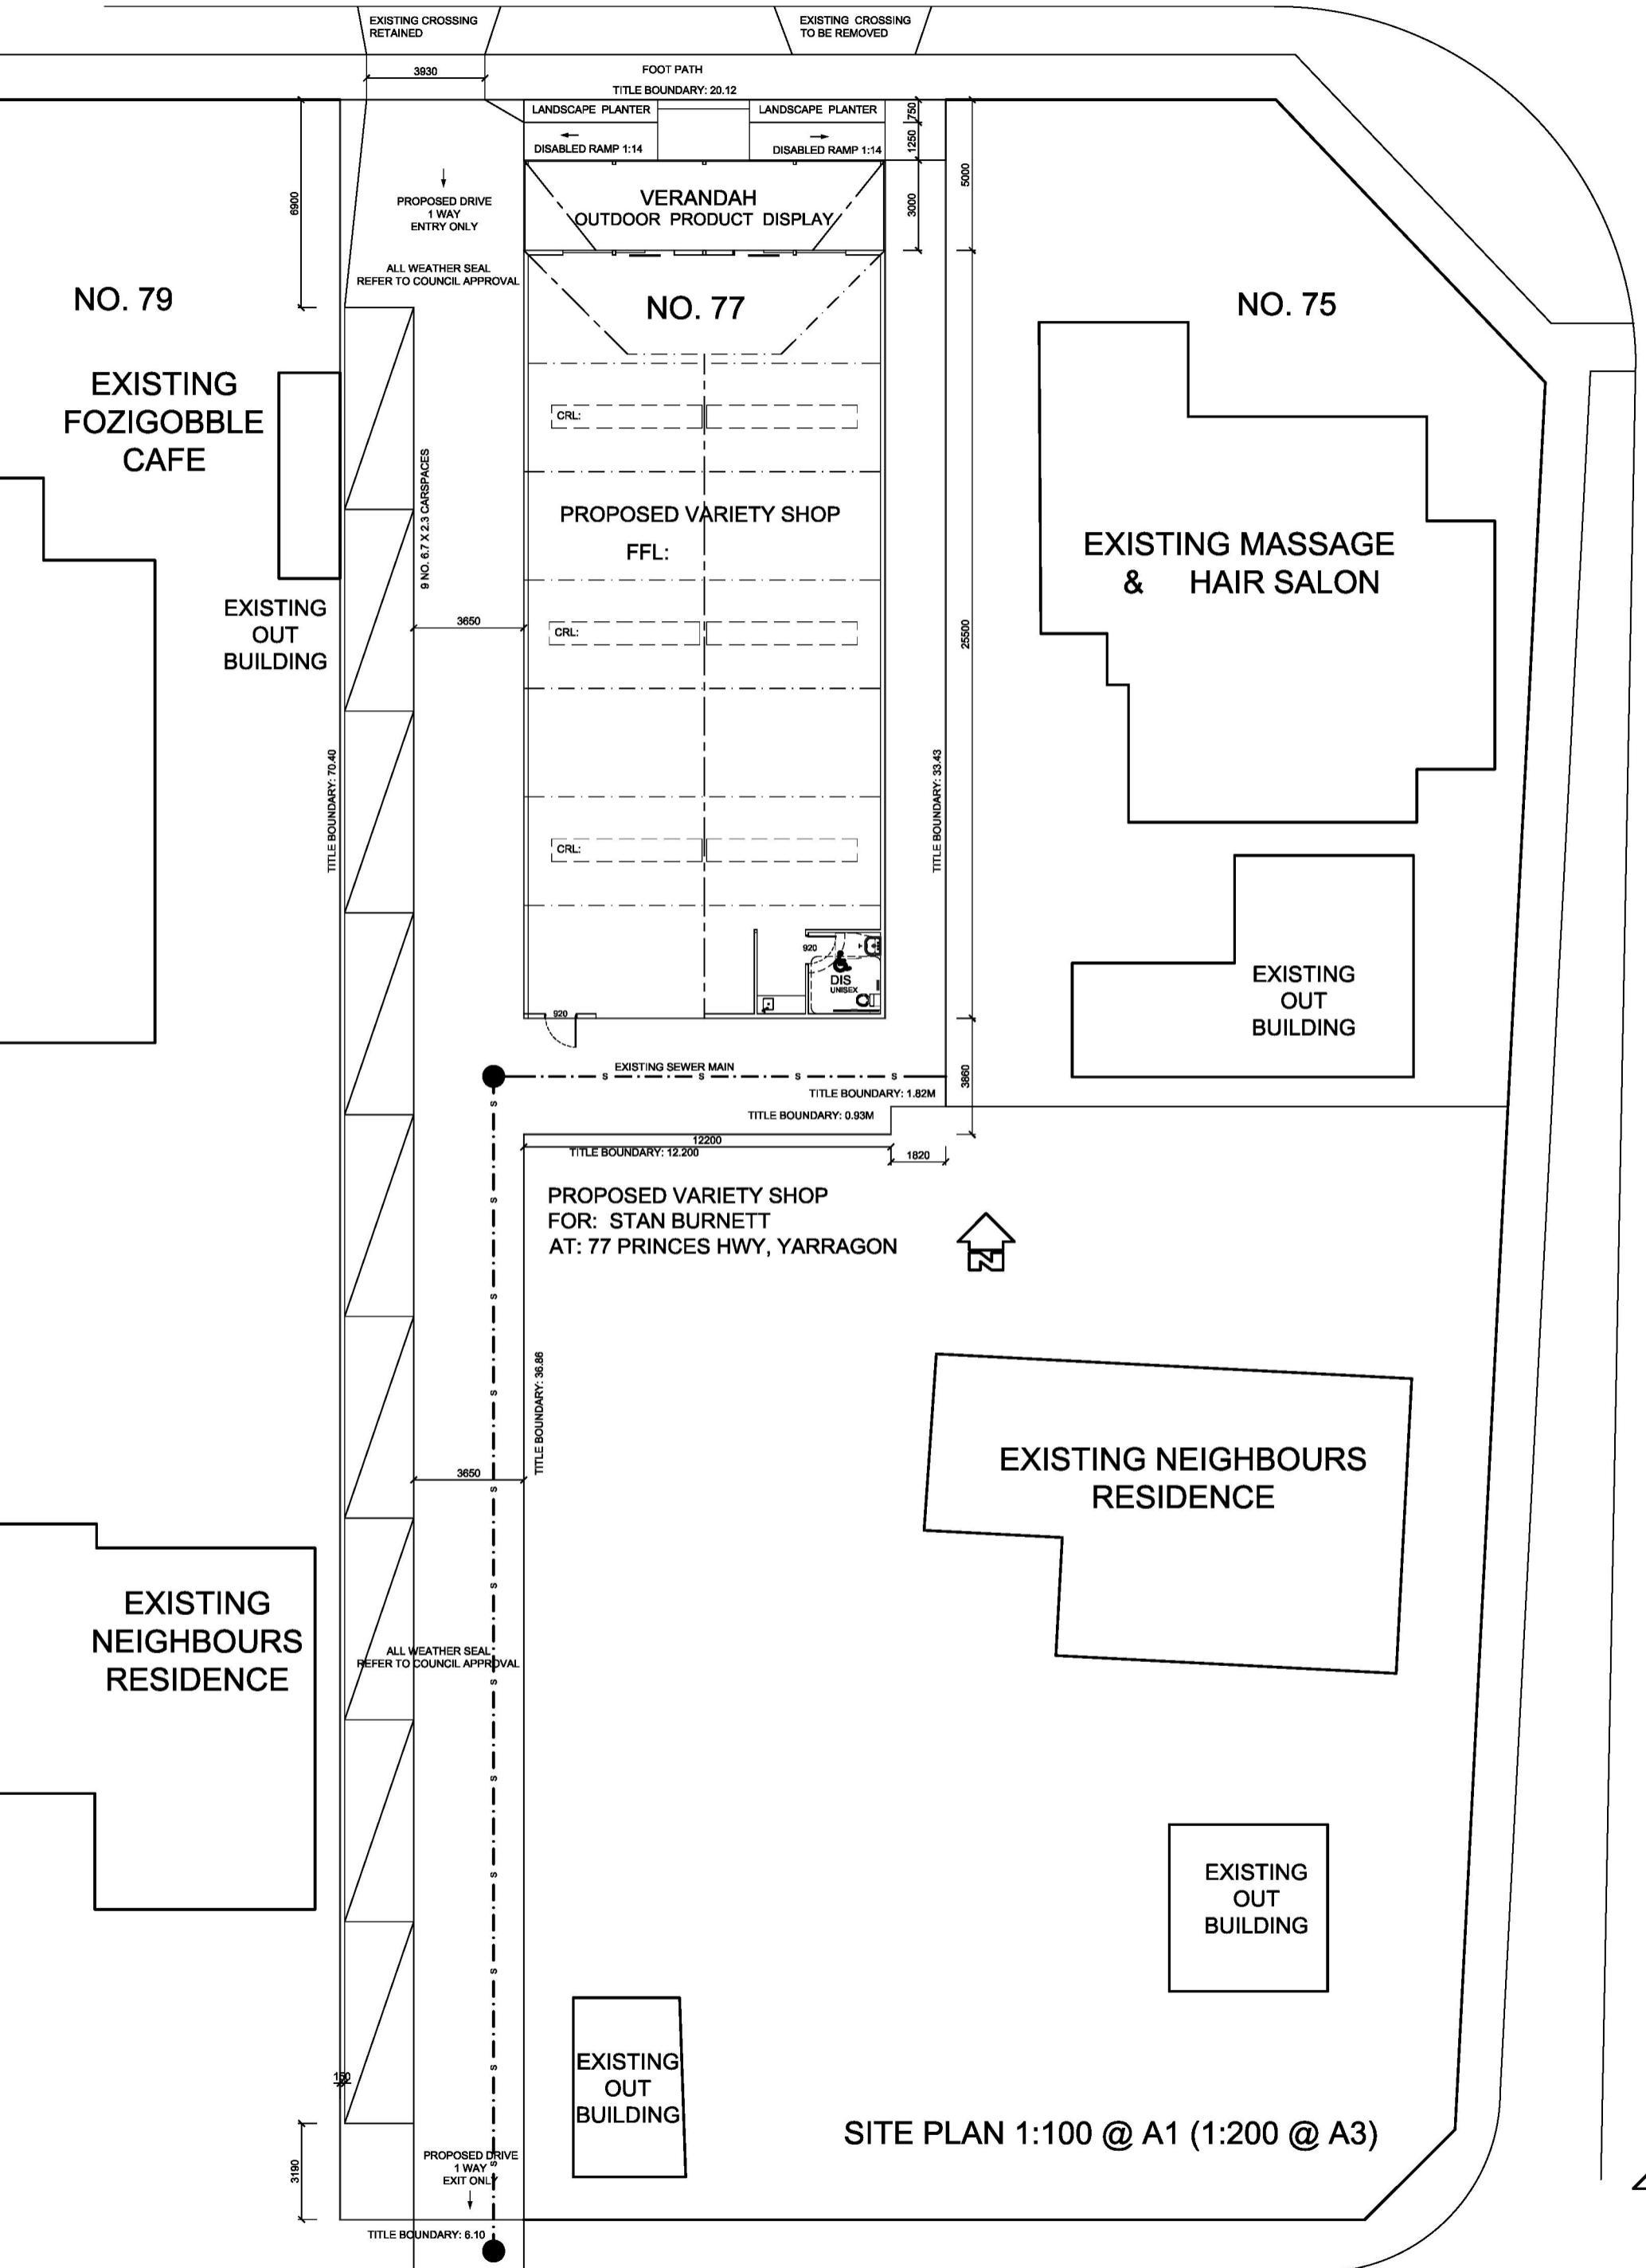 EXISTING CROSSING
RETAINED
EXISTING CROSSING
TO BE REMOVED
3930
FOOT PATH
TITLE BOUNDARY: 20.12
LANDSCAPE PLANTER
LANDSCAPE PLANTER
750
1250
DISABLED RAMP 1:14
DISABLED RAMP 1:14
5000
6900
3000
PROPOSED DRIVE
1 WAY
ENTRY ONLY
VERANDAH
OUTDOOR PRODUCT DISPLAY
ALL WEATHER SEAL
REFER TO COUNCIL APPROVAL
NO. 79
NO. 77
NO. 75
EXISTING
FOZIGOBBLE
CAFE
CRL:
9 NO. 6.7 X 2.3 CARSPACES
PROPOSED VARIETY SHOP
FFL:
EXISTING MASSAGE
& HAIR SALON
EXISTING
OUT
BUILDING
3650
CRL:
25500
TITLE BOUNDARY: 70.40
TITLE BOUNDARY: 33.43
CRL:
920
DIS
UNISEX
920
EXISTING
OUT
BUILDING
EXISTING SEWER MAIN
S S S S
3860
TITLE BOUNDARY: 1.82M
TITLE BOUNDARY: 0.93M
12200
TITLE BOUNDARY: 12.200
1820
PROPOSED VARIETY SHOP
FOR: STAN BURNETT
AT: 77 PRINCES HWY, YARRAGON
N
S
S
S
S
S
S
S
S
S
S
S
S
TITLE BOUNDARY: 36.86
3650
EXISTING NEIGHBOURS
RESIDENCE
EXISTING
NEIGHBOURS
RESIDENCE
ALL WEATHER SEAL
REFER TO COUNCIL APPROVAL
EXISTING
OUT
BUILDING
EXISTING
OUT
BUILDING
150
SITE PLAN 1:100 @ A1 (1:200 @ A3)
PROPOSED DRIVE
1 WAY
EXIT ONLY
3190
TITLE BOUNDARY: 6.10